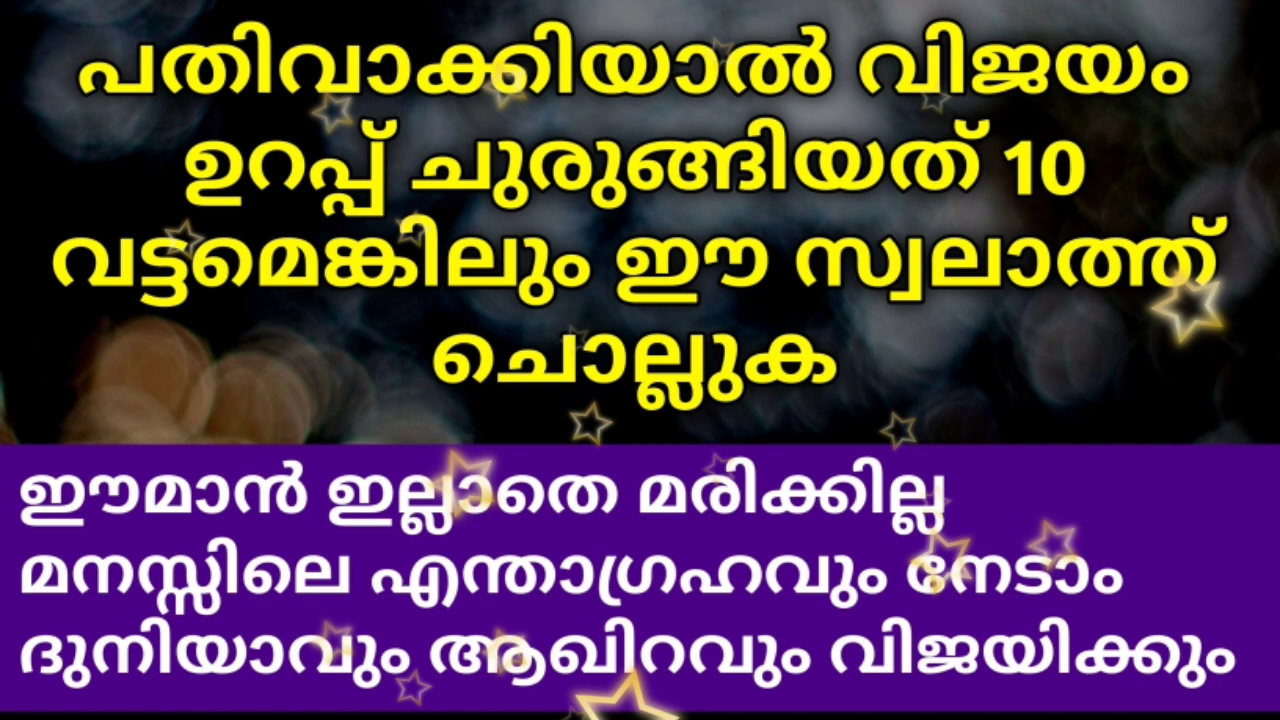 പതിവാക്കിയാൽ വിജയം
ഉറപ്പ് ചുരുങ്ങിയത് 10
വട്ടമെങ്കിലും ഈ സ്വലാത്ത്
ചൊല്ലുക
ഈമാൻ ഇല്ലാതെ മരിക്കില്ല
മനസ്സിലെ എന്താഗ്രഹവും നേടാം
ദുനിയാവും ആഖിറവും വിജയിക്കും